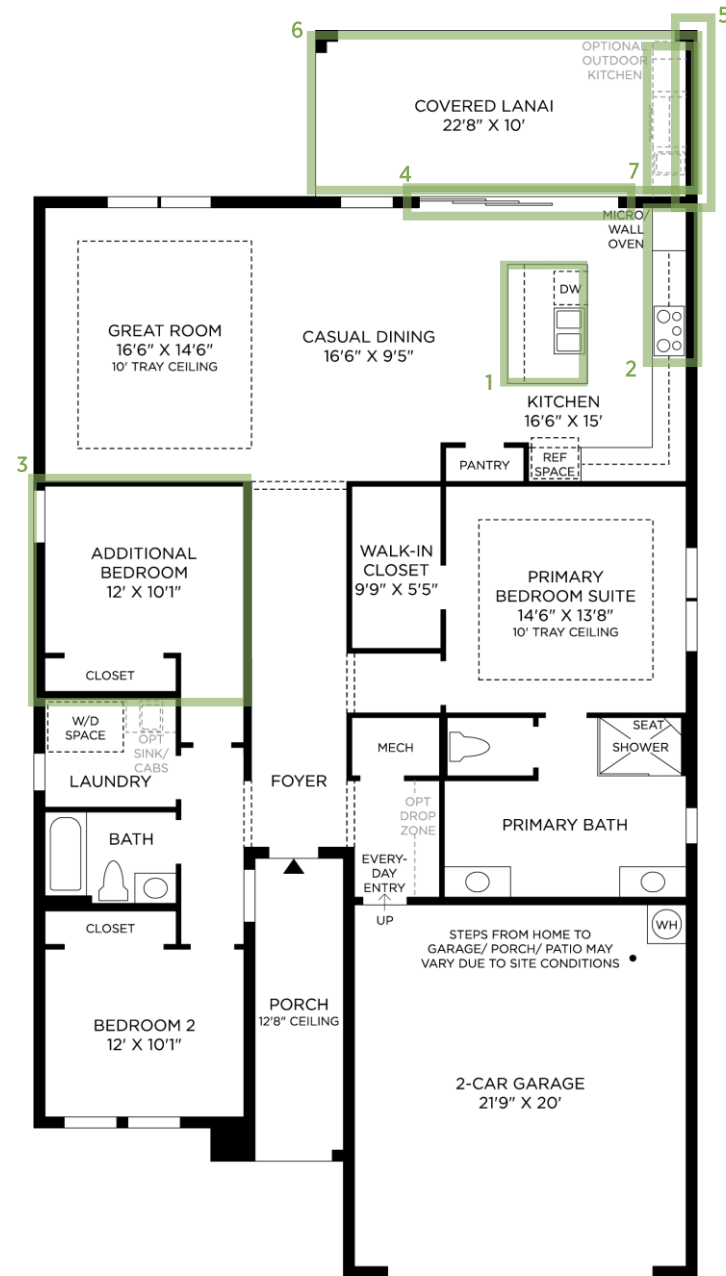 5
6
OPTIONAL
OUTDOOR
KITCHEN
COVERED LANAI
22'8" X 10'
7
4
MICRO/
WALL
OVEN
DW
GREAT ROOM
16'6" X 14'6"
10' TRAY CEILING
CASUAL DINING
16'6" X 9'5"
1
2
KITCHEN
16'6" X 15'
3
PANTRY
REF
SPACE
ADDITIONAL
BEDROOM
12' X 10'1"
WALK-IN
CLOSET
9'9" X 5'5"
PRIMARY
BEDROOM SUITE
14'6" X 13'8"
10' TRAY CEILING
CLOSET
W/D
SPACE
OPT
SINK/
CABS
LAUNDRY
FOYER
MECH
SEAT
SHOWER
OPT
DROP
ZONE
PRIMARY BATH
BATH
EVERY-
DAY
ENTRY
UP
CLOSET
STEPS FROM HOME TO
GARAGE/ PORCH/ PATIO MAY
VARY DUE TO SITE CONDITIONS
WH
PORCH
12'8" CEILING
BEDROOM 2
12' X 10'1"
2-CAR GARAGE
21'9" X 20'